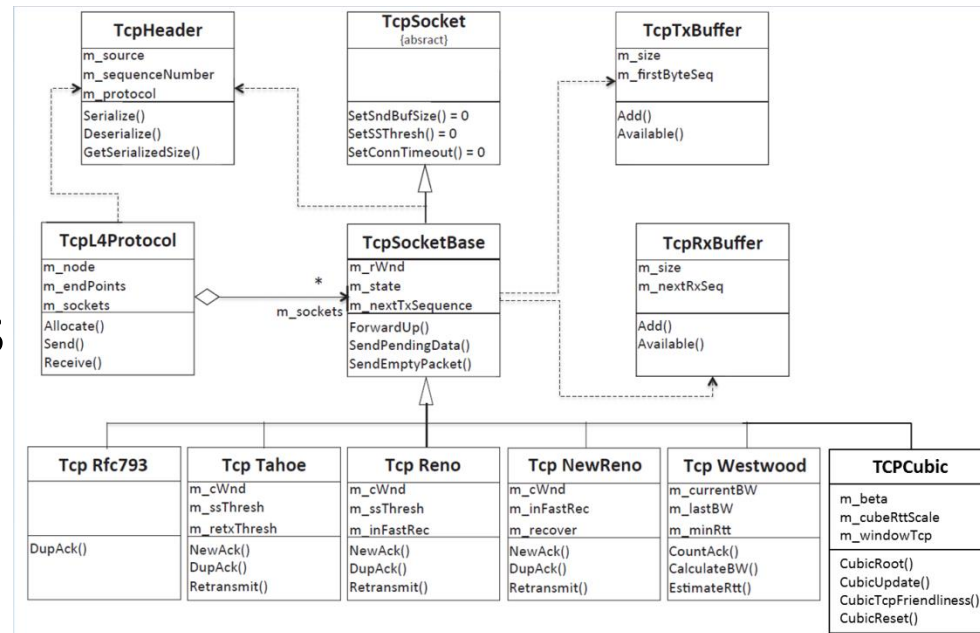 TcpHeader
m_source
m_sequenceNumber
m_protocol
Serialize()
Deserialize()
GetSerializedSize()
TcpSocket
{absract}
SetSndBufSize() = 0
SetSSThresh() = 0
SetConnTimeout() = 0
TcpTxBuffer
m_size
m_firstByteSeq
Add()
Available()
TcpL4Protocol
m_node
m_endPoints
m_sockets
Allocate()
Send()
Receive()
*
m_sockets
TcpSocketBase
m_rWnd
m_state
m_nextTxSequence
ForwardUp()
SendPendingData()
SendEmptyPacket()
TcpRxBuffer
m_size
m_nextRxSeq
Add()
Available()
Tcp Rfc793
DupAck()
Tcp Tahoe
m_cWnd
m_ssThresh
m_retxThresh
NewAck()
DupAck()
Retransmit()
Tcp Reno
m_cWnd
m_ssThresh
m_inFastRec
NewAck()
DupAck()
Retransmit()
Tcp NewReno
m_cWnd
m_inFastRec
m_recover
NewAck()
DupAck()
Retransmit()
Tcp Westwood
m_currentBW
m_lastBW
m_minRtt
CountAck()
CalculateBW()
EstimateRtt()
TCPCubic
m_beta
m_cubeRttScale
m_windowTcp
CubicRoot()
CubicUpdate()
CubicTcpFriendliness()
CubicReset()